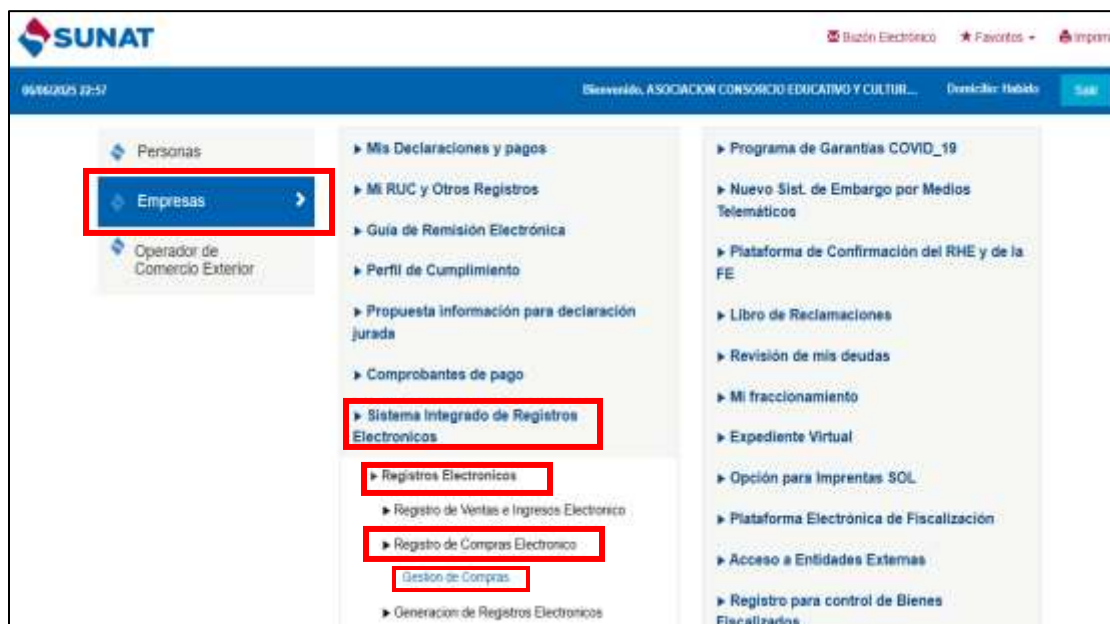 SUNAT
Buzón Electrónico
Favoritos
Imprimi
06/06/2025 22:57
Bienvenido, ASOCIACION CONSORCIO EDUCATIVO Y CULTUR...
Domicilio: Habido
Salir
Personas
Empresas
Operador de
Comercio Exterior
Mis Declaraciones y pagos
Mi RUC y Otros Registros
Guía de Remisión Electrónica
Perfil de Cumplimiento
Propuesta información para declaración
jurada
Comprobantes de pago
Sistema Integrado de Registros
Electronicos
Registros Electronicos
Registro de Ventas e Ingresos Electronico
Registro de Compras Electronico
Gestion de Compras
Generacion de Registros Electronicos
Programa de Garantías COVID_19
Nuevo Sist. de Embargo por Medios
Telemáticos
Plataforma de Confirmación del RHE y de la
FE
Libro de Reclamaciones
Revisión de mis deudas
Mi fraccionamiento
Expediente Virtual
Opción para Imprentas SOL
Plataforma Electrónica de Fiscalización
Acceso a Entidades Externas
Registro para control de Bienes
Fiscalizados